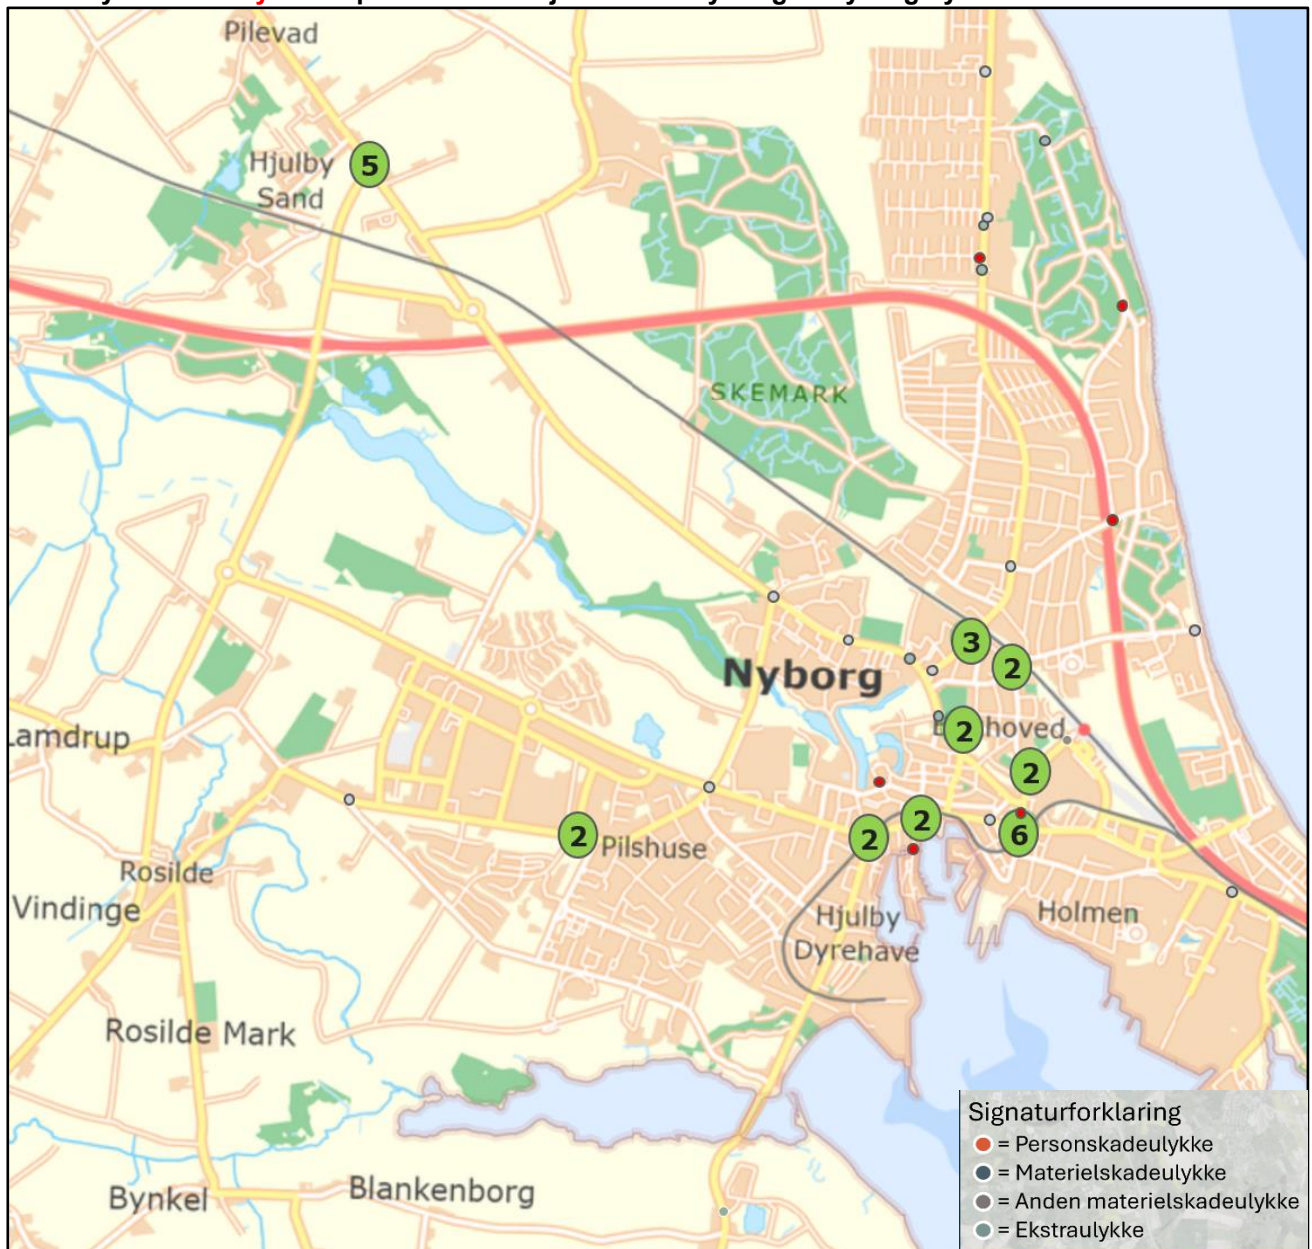 Pilevad
Hjulby
Sand
5
SKEMARK
3
Nyborg
2
2
hoved
Lamdrup
2
2
2
6
2
Pilshuse
Rosilde
Vindinge
Hjulby
Dyrehave
Holmen
Rosilde Mark
Bynkel
Blankenborg
Signaturforklaring
= Personskadeulykke
= Materielskadeulykke
= Anden materielskadeulykke
= Ekstraulykke